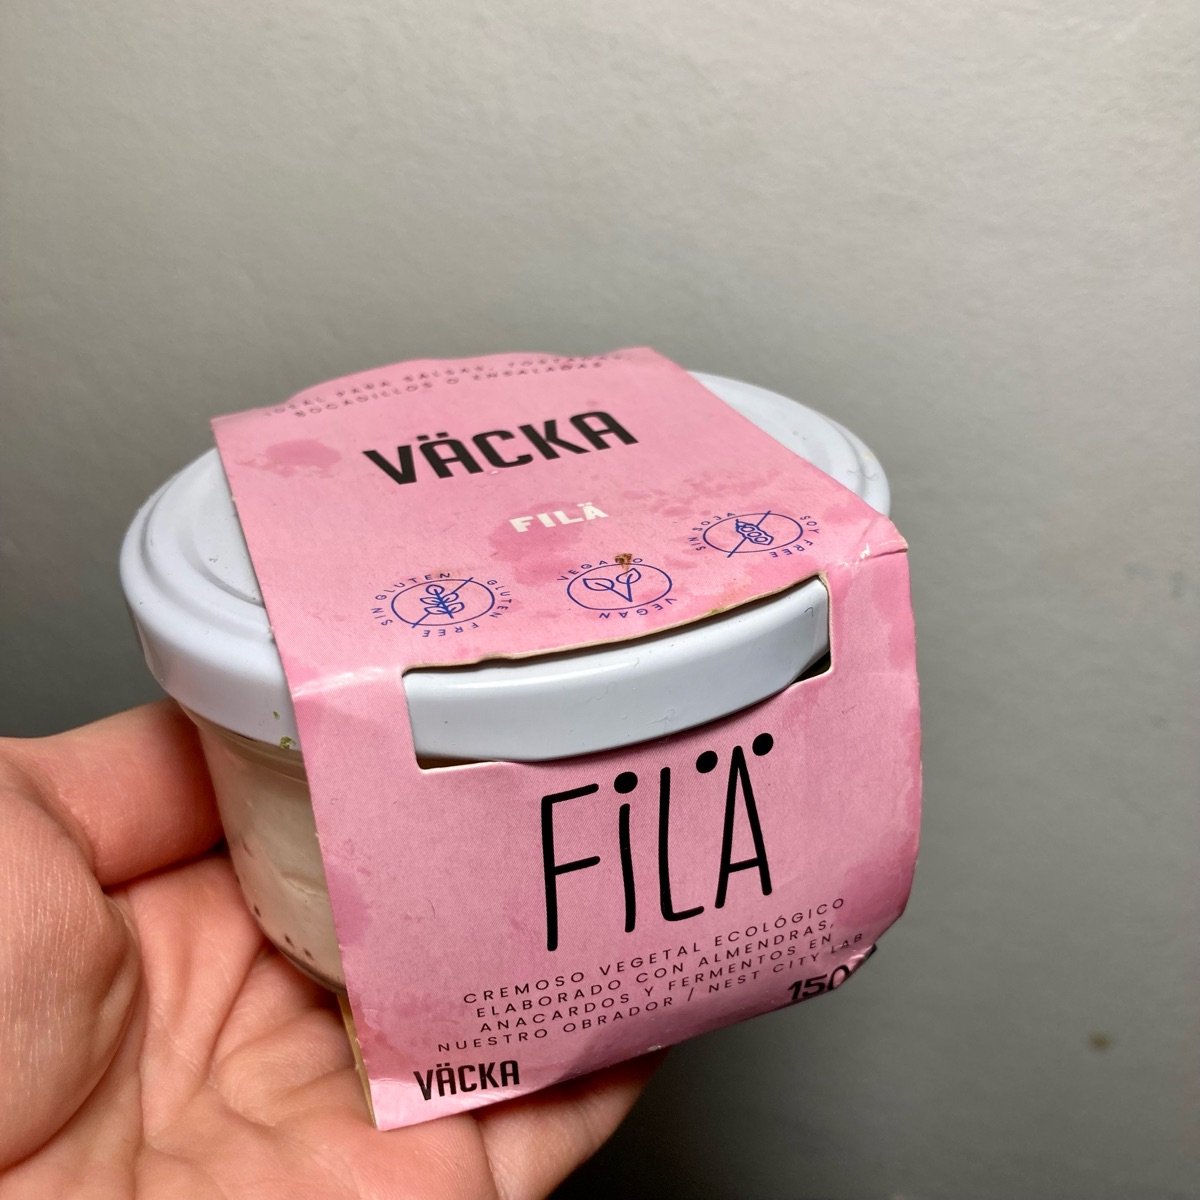 IDEAL PARA SALSAS, TOSTADAS,
BOCADILLOS O ENSALADAS
VÄCKA
FILÄ
SIN GLUTEN GLUTEN FREE
VEGANO VEGAN
SIN SOJA SOY FREE
FILÄ
CREMOSO VEGETAL ECOLÓGICO
ELABORADO CON ALMENDRAS,
ANACARDOS Y FERMENTOS EN
NUESTRO OBRADOR / NEST CITY LAB
150
VÄCKA